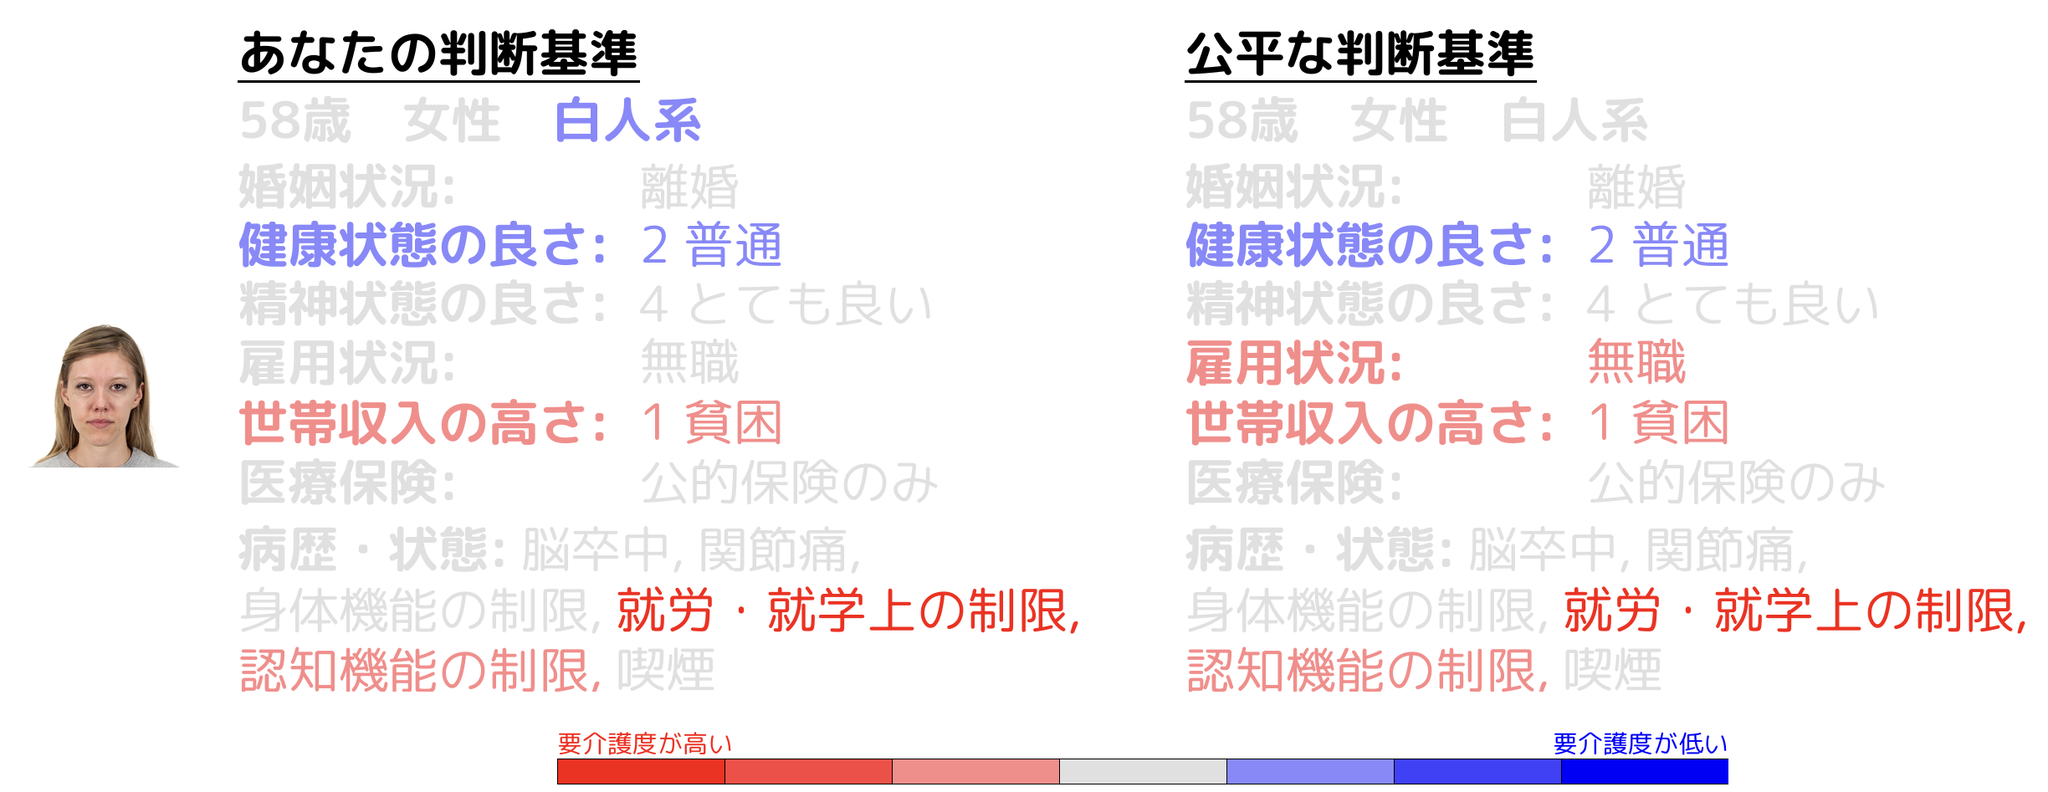 あなたの判断基準
58歳 女性 白人系
婚姻状況: 離婚
健康状態の良さ: 2 普通
精神状態の良さ: 4 とても良い
雇用状況: 無職
世帯収入の高さ: 1 貧困
医療保険: 公的保険のみ
病歴・状態: 脳卒中, 関節痛,
身体機能の制限, 就労・就学上の制限,
認知機能の制限, 喫煙
公平な判断基準
58歳 女性 白人系
婚姻状況: 離婚
健康状態の良さ: 2 普通
精神状態の良さ: 4 とても良い
雇用状況: 無職
世帯収入の高さ: 1 貧困
医療保険: 公的保険のみ
病歴・状態: 脳卒中, 関節痛,
身体機能の制限, 就労・就学上の制限,
認知機能の制限, 喫煙
要介護度が高い
要介護度が低い